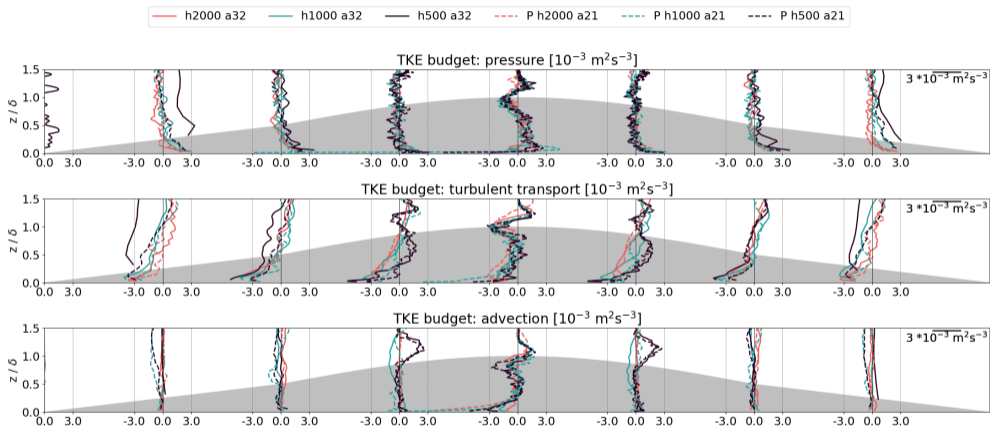 h2000 a32 h1000 a32 h500 a32 P h2000 a21 P h1000 a21 P h500 a21
TKE budget: pressure [10⁻³ m²s⁻³]
z / δ
1.5
1.0
0.5
0.0
3 *10⁻³ m²s⁻³
0.0 3.0 -3.0 0.0 3.0 -3.0 0.0 3.0 -3.0 0.0 3.0 -3.0 0.0 3.0 -3.0 0.0 3.0 -3.0 0.0 3.0 -3.0 0.0 3.0
TKE budget: turbulent transport [10⁻³ m²s⁻³]
z / δ
1.5
1.0
0.5
0.0
3 *10⁻³ m²s⁻³
0.0 3.0 -3.0 0.0 3.0 -3.0 0.0 3.0 -3.0 0.0 3.0 -3.0 0.0 3.0 -3.0 0.0 3.0 -3.0 0.0 3.0 -3.0 0.0 3.0
TKE budget: advection [10⁻³ m²s⁻³]
z / δ
1.5
1.0
0.5
0.0
3 *10⁻³ m²s⁻³
0.0 3.0 -3.0 0.0 3.0 -3.0 0.0 3.0 -3.0 0.0 3.0 -3.0 0.0 3.0 -3.0 0.0 3.0 -3.0 0.0 3.0 -3.0 0.0 3.0